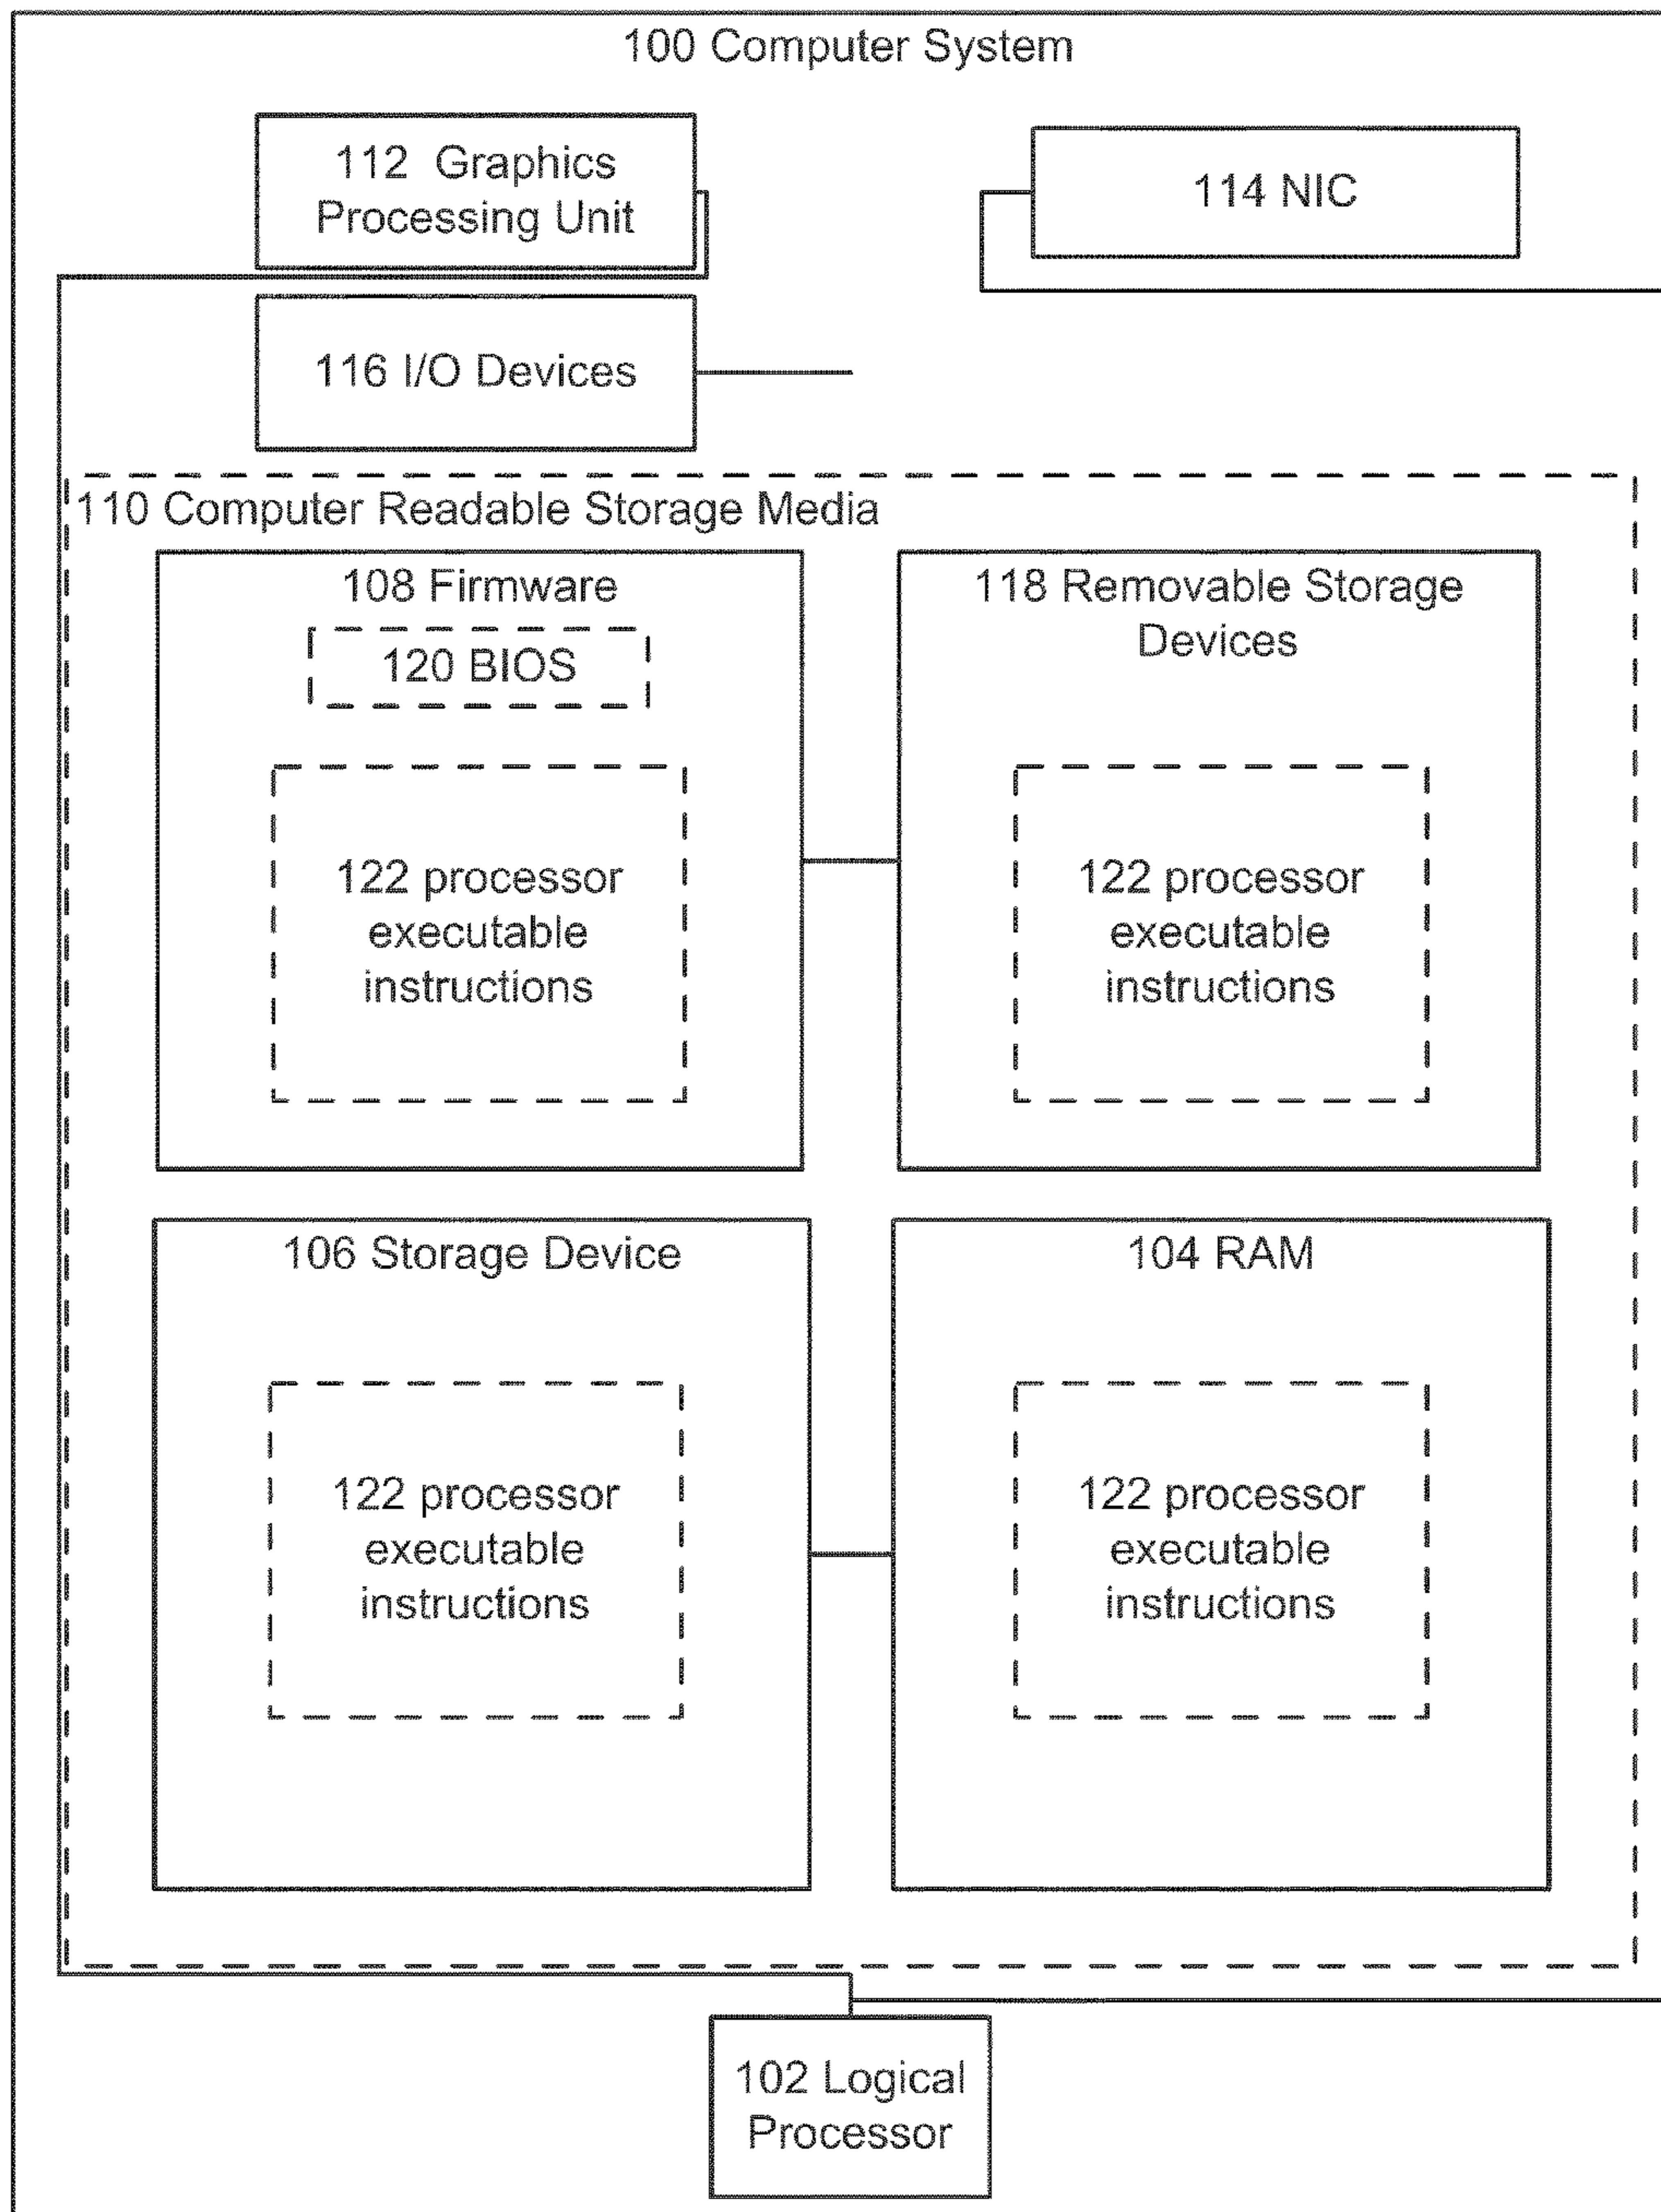 100 Computer System
112 Graphics
Processing Unit
114 NIC
116 I/O Devices
110 Computer Readable Storage Media
108 Firmware
120 BIOS
122 processor
executable
instructions
118 Removable Storage
Devices
122 processor
executable
instructions
106 Storage Device
122 processor
executable
instructions
104 RAM
122 processor
executable
instructions
102 Logical
Processor